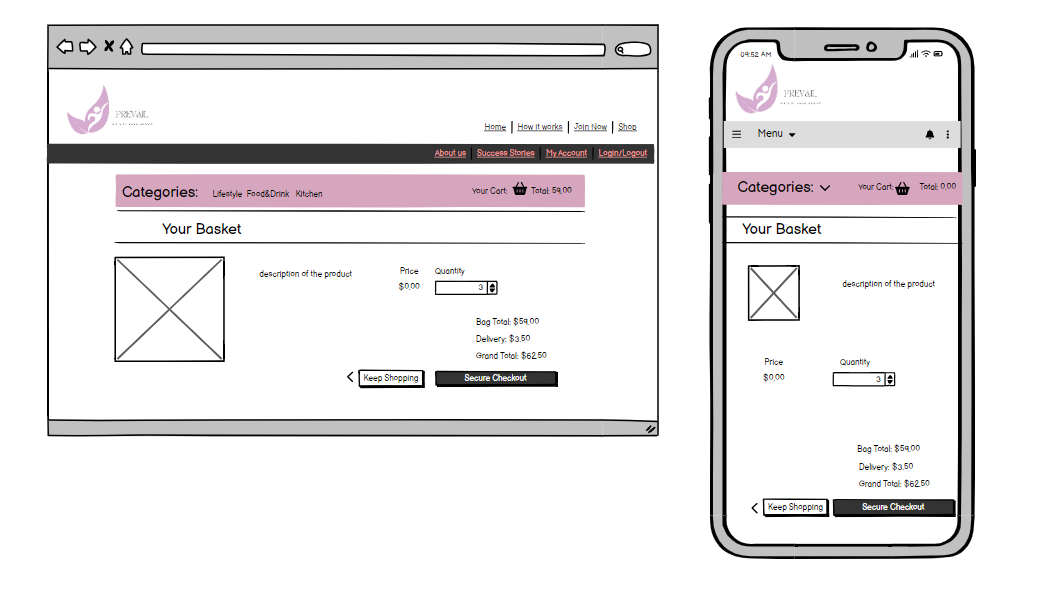 PREVAIL
Home How it works Join Now Shop
About us Success Stories My Account Login/Logout
Categories: Lifestyle Food&Drink Kitchen Your Cart: Total: 59,00
Your Basket
description of the product Price Quantity
$0,00 3
Bag Total: $59,00
Delivery: $3,50
Grand Total: $62,50
Keep Shopping Secure Checkout
09:52 AM
PREVAIL
Menu
Categories: Your Cart: Total: 0,00
Your Basket
description of the product
Price Quantity
$0,00 3
Bag Total: $59,00
Delivery: $3,50
Grand Total: $62,50
Keep Shopping Secure Checkout